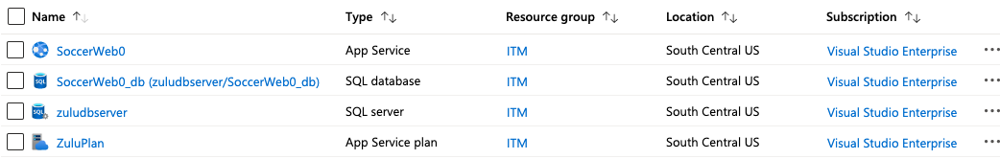 Name Type Resource group Location Subscription
SoccerWeb0 App Service ITM South Central US Visual Studio Enterprise
SQL SoccerWeb0_db (zuludbserver/SoccerWeb0_db) SQL database ITM South Central US Visual Studio Enterprise
SQL zuludbserver SQL server ITM South Central US Visual Studio Enterprise
ZuluPlan App Service plan ITM South Central US Visual Studio Enterprise